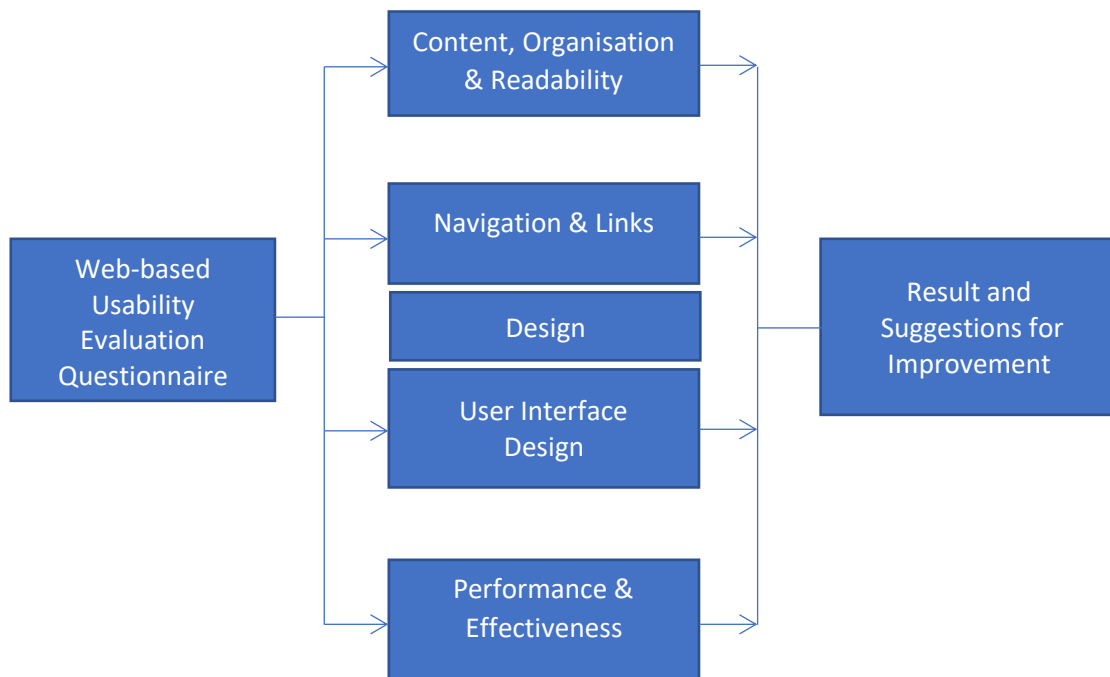 Web-based
Usability
Evaluation
Questionnaire
Content, Organisation
& Readability
Navigation & Links
Design
User Interface
Design
Performance &
Effectiveness
Result and
Suggestions for
Improvement